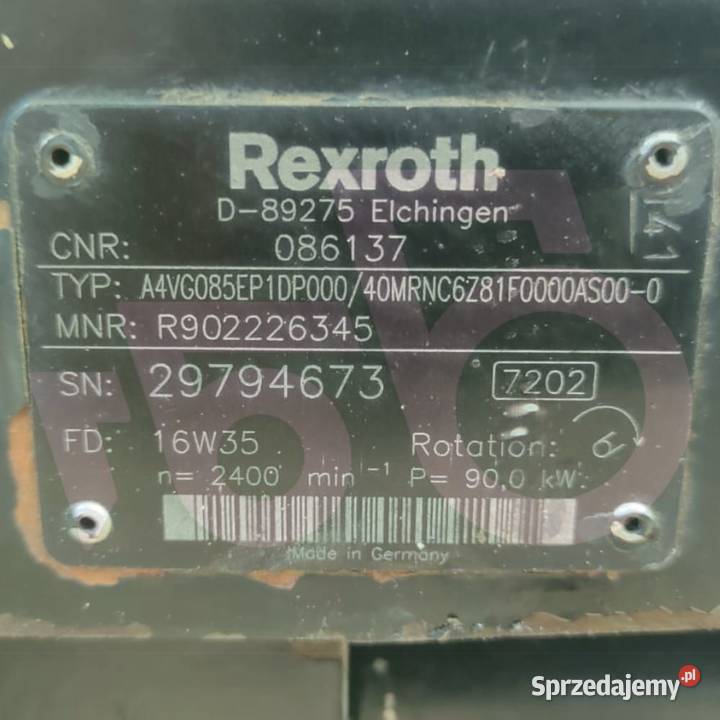 Rexroth
D-89275 Elchingen
CNR: 086137
TYP: A4VG085EP1DP000/40MRNC6Z81F0000AS00-0
MNR: R902226345
SN: 29794673 7202
FD: 16W35 Rotation:
n= 2400 min⁻¹ P= 90,0 kW
Made in Germany
41
Sprzedajemy.pl